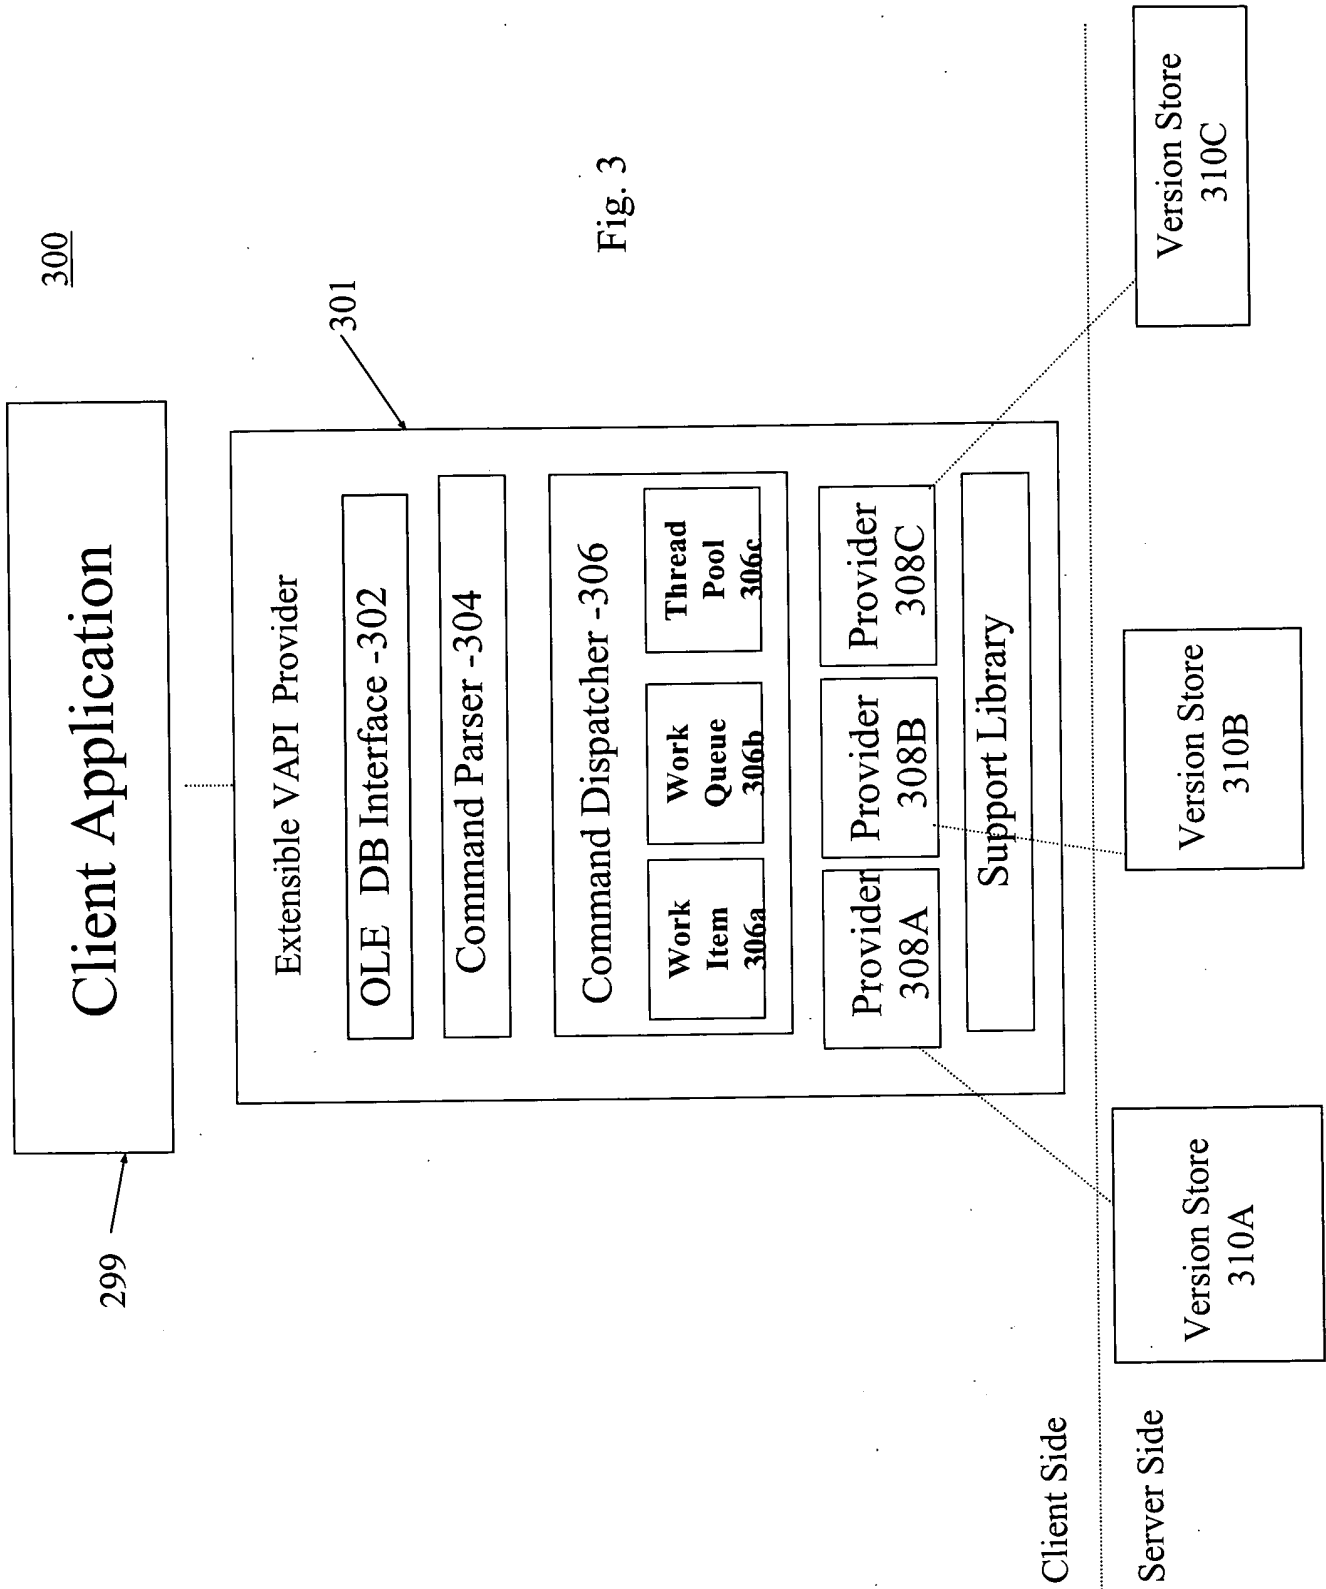 300
Client Application
299
301
Extensible VAPI Provider
OLE DB Interface -302
Command Parser -304
Command Dispatcher -306
Work
Item
306a
Work
Queue
306b
Thread
Pool
306c
Provider
308A
Provider
308B
Provider
308C
Support Library
Fig. 3
Client Side
Server Side
Version Store
310A
Version Store
310B
Version Store
310C